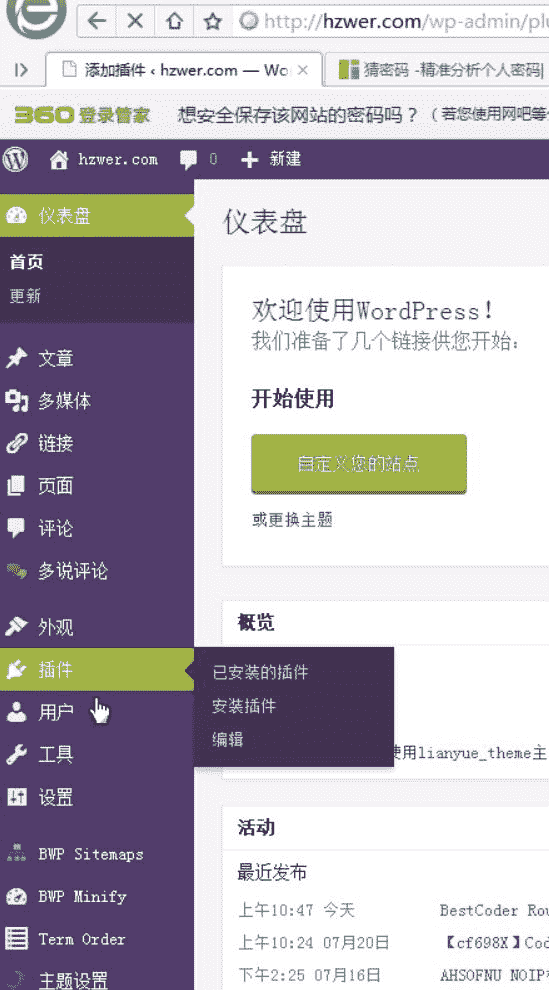 http://hzwer.com/wp-admin/plu
添加插件 ‹ hzwer.com — Wo
猜密码 -精准分析个人密码|
360 登录管家
想安全保存该网站的密码吗？（若您使用网吧等
hzwer.com 0 新建
仪表盘
首页
更新
文章
多媒体
链接
页面
评论
多说评论
外观
插件
已安装的插件
安装插件
编辑
用户
工具
设置
BWP Sitemaps
BWP Minify
Term Order
主题设置
仪表盘
欢迎使用WordPress!
我们准备了几个链接供您开始:
开始使用
自定义您的站点
或更换主题
概览
使用lianyue_theme主
活动
最近发布
上午10:47 今天 BestCoder Rou
上午10:24 07月20日 【cf698X】Cod
下午2:25 07月16日 AHSOFNU NOIP